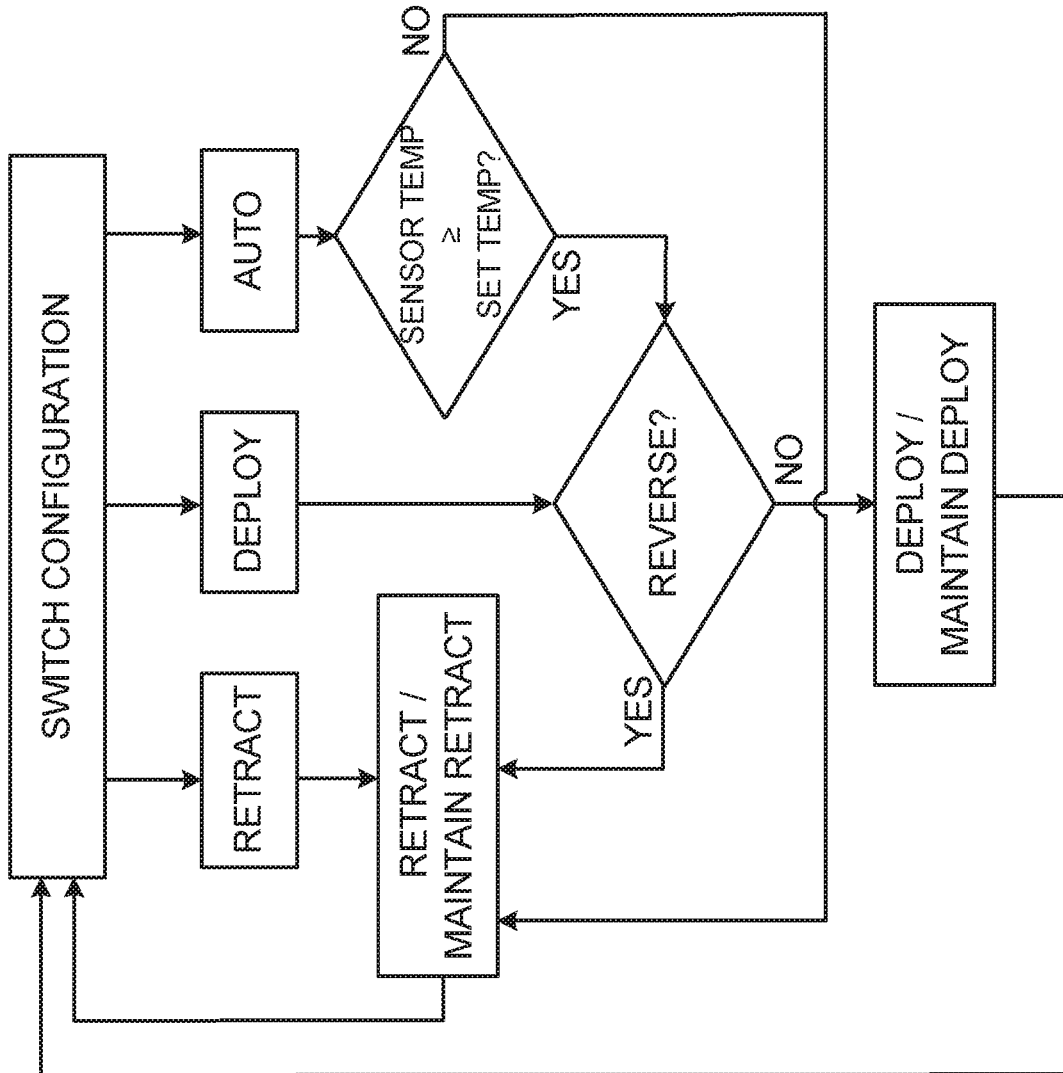 SWITCH CONFIGURATION
RETRACT
DEPLOY
AUTO
RETRACT /
MAINTAIN RETRACT
SENSOR TEMP
≥
SET TEMP?
NO
YES
REVERSE?
YES
NO
DEPLOY /
MAINTAIN DEPLOY